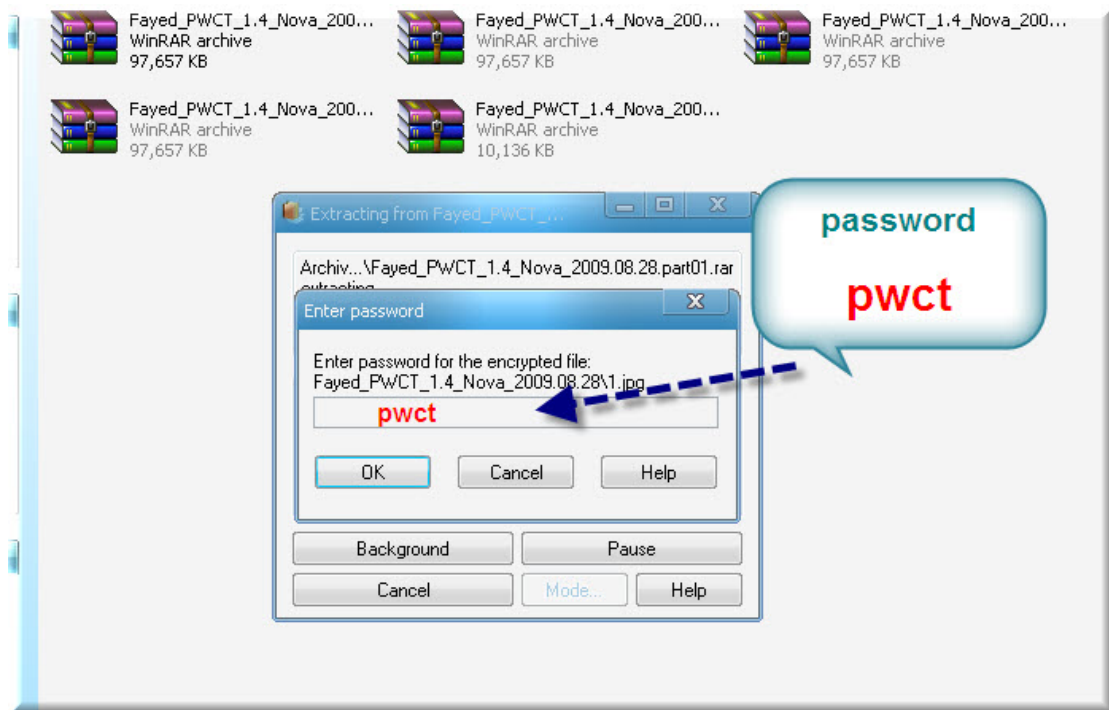 Fayed_PWCT_1.4_Nova_200...
WinRAR archive
97,657 KB
Fayed_PWCT_1.4_Nova_200...
WinRAR archive
97,657 KB
Fayed_PWCT_1.4_Nova_200...
WinRAR archive
97,657 KB
Fayed_PWCT_1.4_Nova_200...
WinRAR archive
97,657 KB
Fayed_PWCT_1.4_Nova_200...
WinRAR archive
10,136 KB
Extracting from Fayed_PWCT_...
Archiv...\Fayed_PWCT_1.4_Nova_2009.08.28.part01.rar
extracting
Enter password
Enter password for the encrypted file:
Fayed_PWCT_1.4_Nova_2009.08.28\1.jpg
pwct
OK
Cancel
Help
Background
Pause
Cancel
Mode...
Help
password
pwct